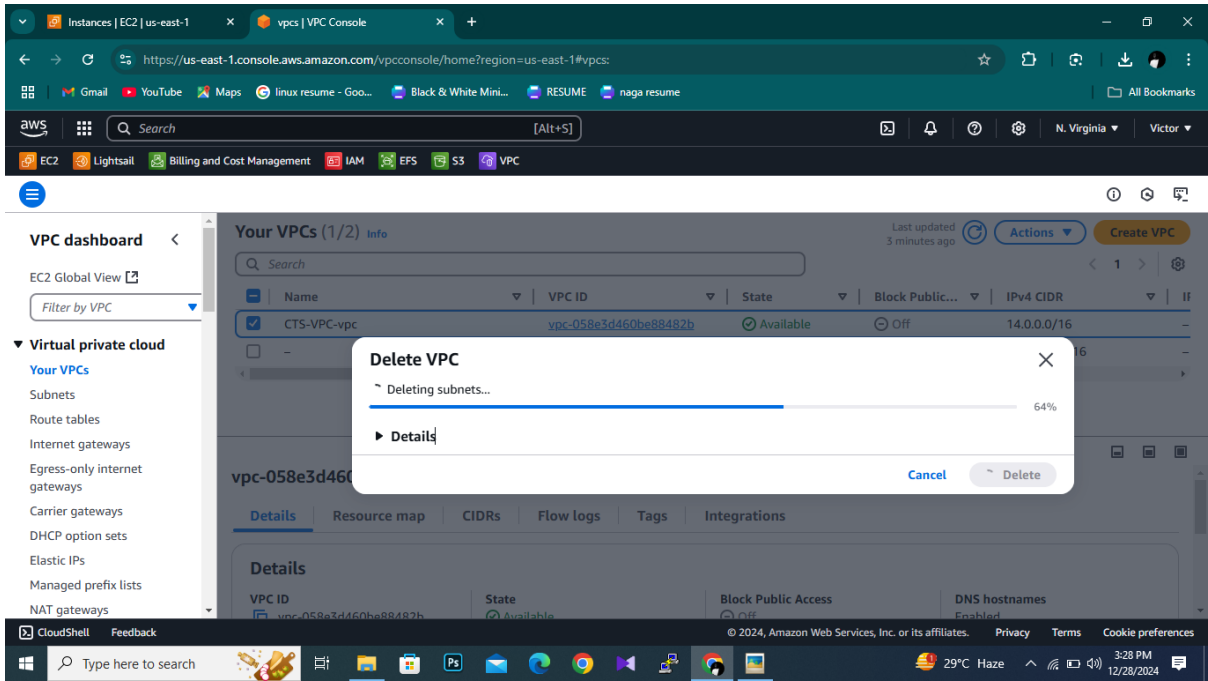 Instances | EC2 | us-east-1
vpcs | VPC Console
https://us-east-1.console.aws.amazon.com/vpcconsole/home?region=us-east-1#vpcs:
Gmail YouTube Maps linux resume - Goo... Black & White Mini... RESUME naga resume All Bookmarks
aws Search [Alt+S] N. Virginia ▼ Victor ▼
EC2 Lightsail Billing and Cost Management IAM EFS S3 VPC
VPC dashboard
EC2 Global View
Filter by VPC
Virtual private cloud
Your VPCs
Subnets
Route tables
Internet gateways
Egress-only internet
gateways
Carrier gateways
DHCP option sets
Elastic IPs
Managed prefix lists
NAT gateways
Your VPCs (1/2) Info
Last updated
3 minutes ago
Actions ▼
Create VPC
Search
1
Name VPC ID State Block Public... IPv4 CIDR
CTS-VPC-vpc vpc-058e3d460be88482b Available Off 14.0.0.0/16 –
– 16 –
Delete VPC
Deleting subnets...
64%
Details
Cancel Delete
vpc-058e3d460
Details Resource map CIDRs Flow logs Tags Integrations
Details
VPC ID State Block Public Access DNS hostnames
vpc-058e3d460be88482b Available Off Enabled
CloudShell Feedback © 2024, Amazon Web Services, Inc. or its affiliates. Privacy Terms Cookie preferences
Type here to search
Ps
29°C Haze
3:28 PM
12/28/2024